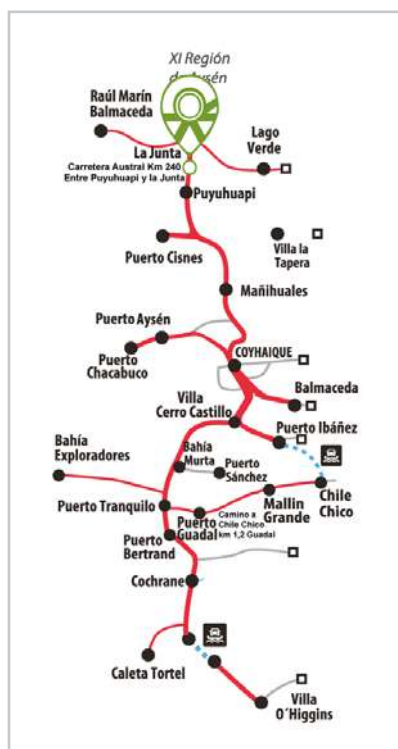 XI Región
de Aysén
Raúl Marín
Balmaceda
Lago
Verde
La Junta
Carretera Austral Km 240
Entre Puyuhuapi y la Junta
Puyuhuapi
Puerto Cisnes
Villa la
Tapera
Mañihuales
Puerto Aysén
Puerto
Chacabuco
COYHAIQUE
Balmaceda
Villa
Cerro Castillo
Puerto Ibáñez
Bahía
Exploradores
Bahía
Murta
Puerto
Sánchez
Chile
Chico
Mallin
Grande
Puerto Tranquilo
Puerto
Guadal
Camino a
Chile Chico
km 1,2 Guadal
Puerto
Bertrand
Cochrane
Caleta Tortel
Villa
O´Higgins